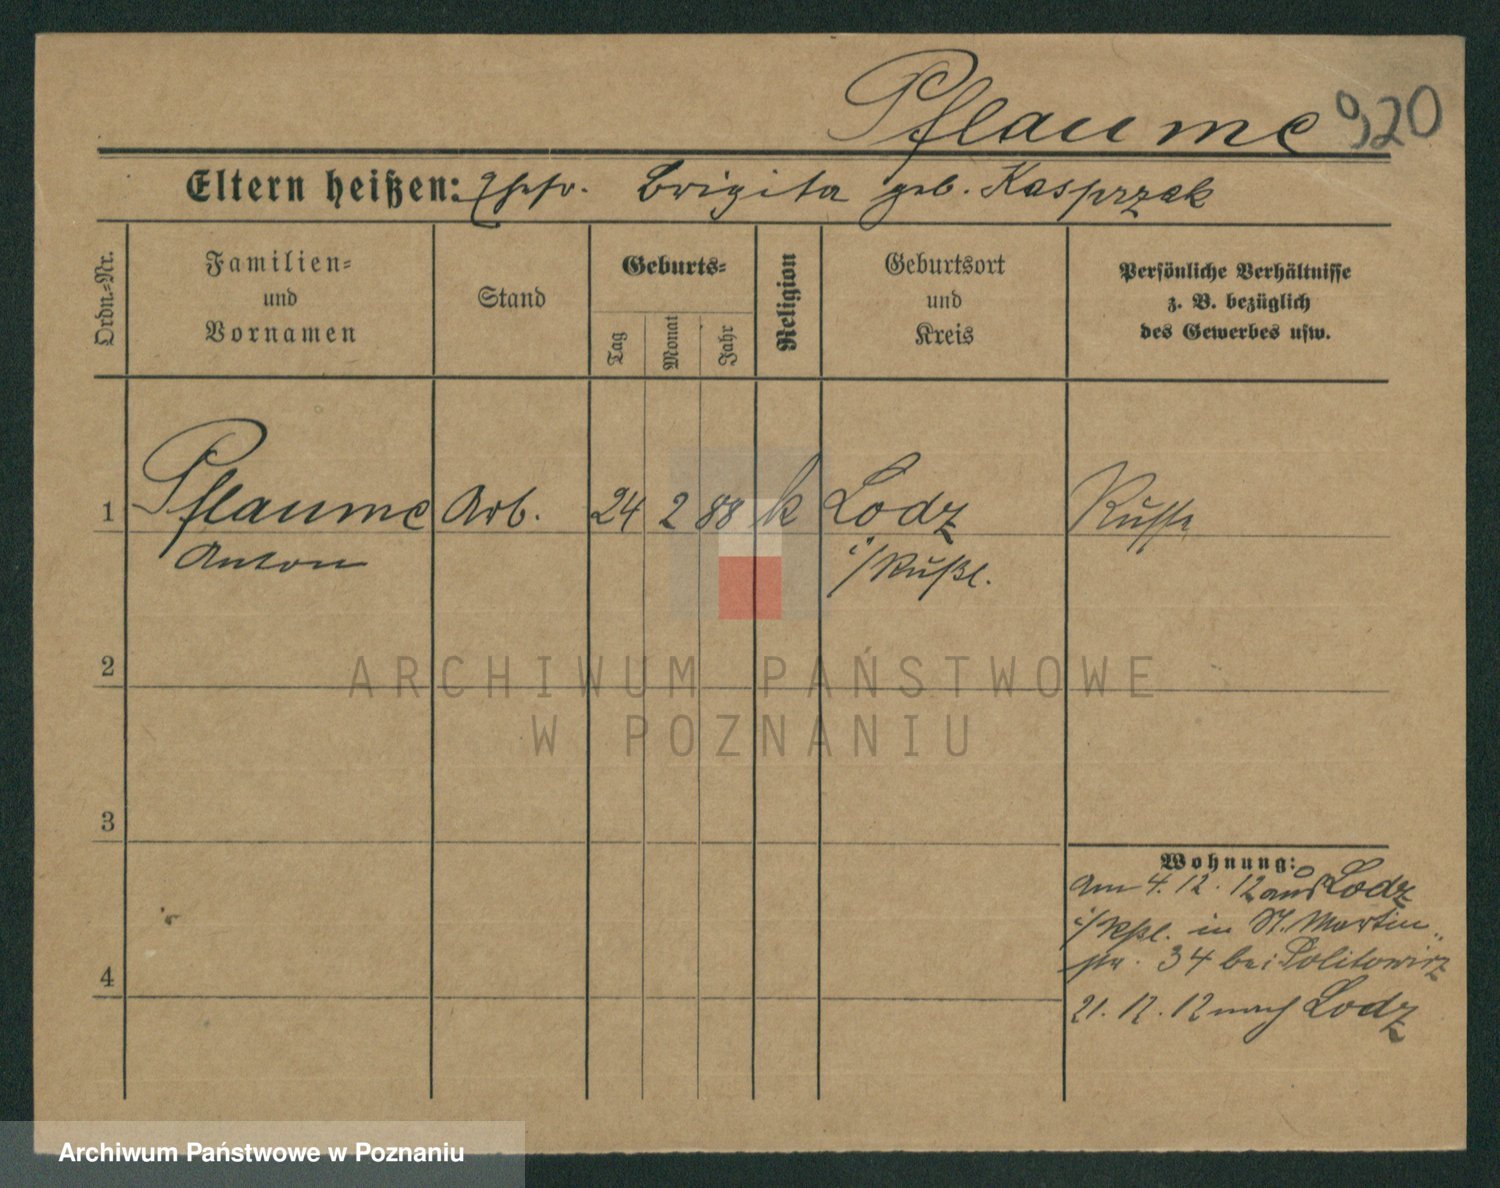 Pflaume 920
Eltern heißen: Ehefr. Brigita geb. Kasprzak
Ordn.=Nr.
Familien=
und
Vornamen
Stand
Geburts=
Tag
Monat
Jahr
Religion
Geburtsort
und
Kreis
Persönliche Verhältnisse
z. B. bezüglich
des Gewerbes usw.
1 Pflaume Arb. 24 2 88 k Lodz Russe
Anton i/Rußl.
2
3
4
Wohnung:
Am 4. 12. 12 aus Lodz
i/Rßl. in St. Martin
str. 34 bei Politowicz
21. 12. 12 nach Lodz
ARCHIWUM PAŃSTWOWE
W POZNANIU
Archiwum Państwowe w Poznaniu